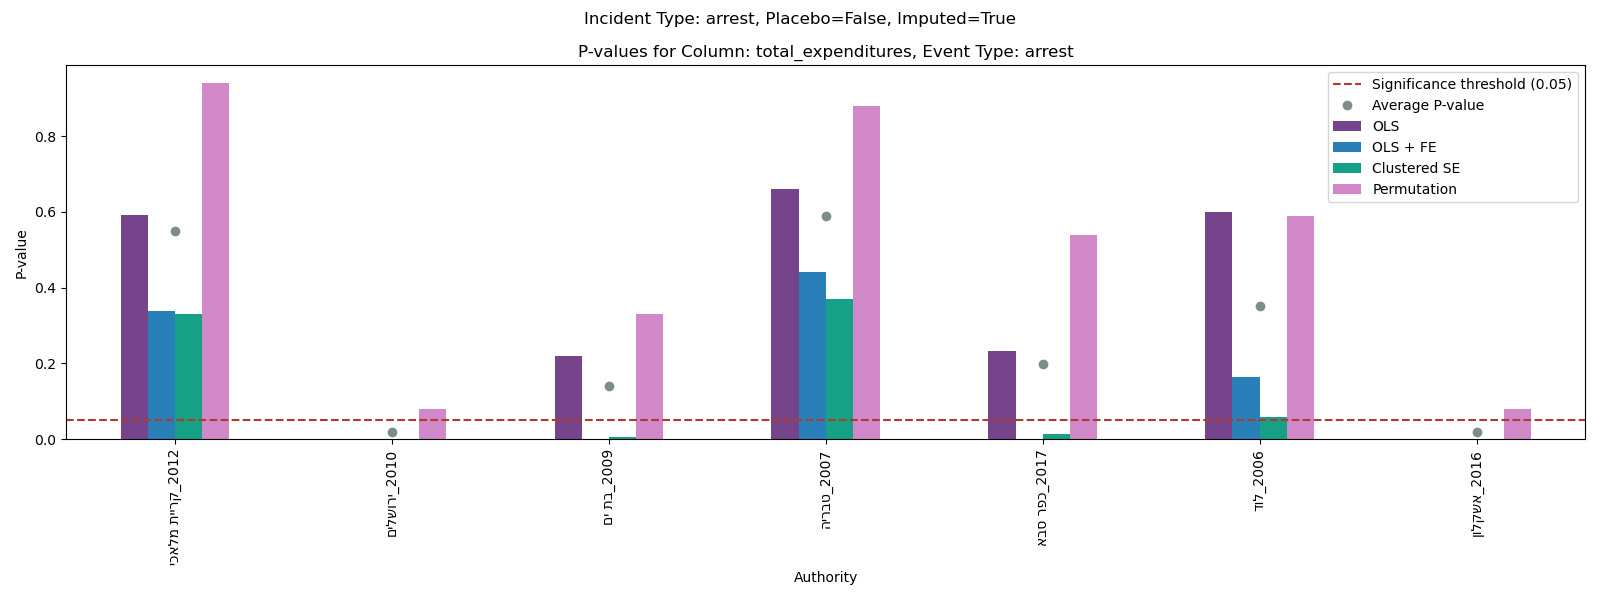 Incident Type: arrest, Placebo=False, Imputed=True
P-values for Column: total_expenditures, Event Type: arrest
Significance threshold (0.05)
Average P-value
OLS
OLS + FE
Clustered SE
Permutation
P-value
0.8
0.6
0.4
0.2
0.0
קריית מלאכי_2012
ירושלים_2010
בת ים_2009
טבריה_2007
כפר סבא_2017
לוד_2006
אשקלון_2016
Authority